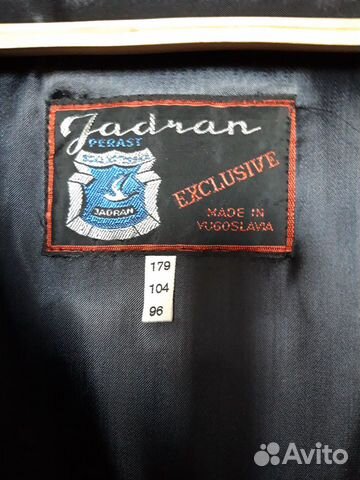 Jadran
PERAST
JADRAN
EXCLUSIVE
MADE IN
YUGOSLAVIA
179
104
96
Avito